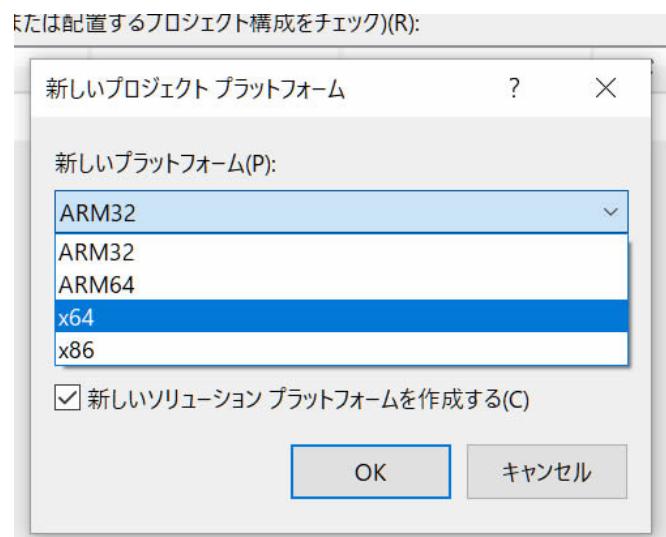 たは配置するプロジェクト構成をチェック)(R):
新しいプロジェクト プラットフォーム ?
新しいプラットフォーム(P):
ARM32
ARM32
ARM64
x64
x86
新しいソリューション プラットフォームを作成する(C)
OK キャンセル